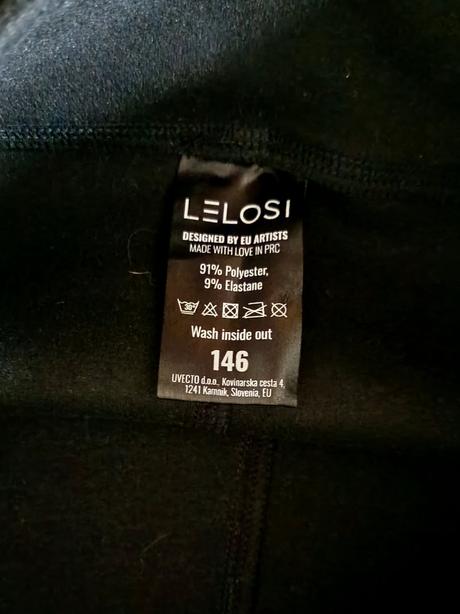 LELOSI
DESIGNED BY EU ARTISTS
MADE WITH LOVE IN PRC
91% Polyester,
9% Elastane
30°
Wash inside out
146
UVECTO d.o.o., Kovinarska cesta 4,
1241 Kamnik, Slovenia, EU